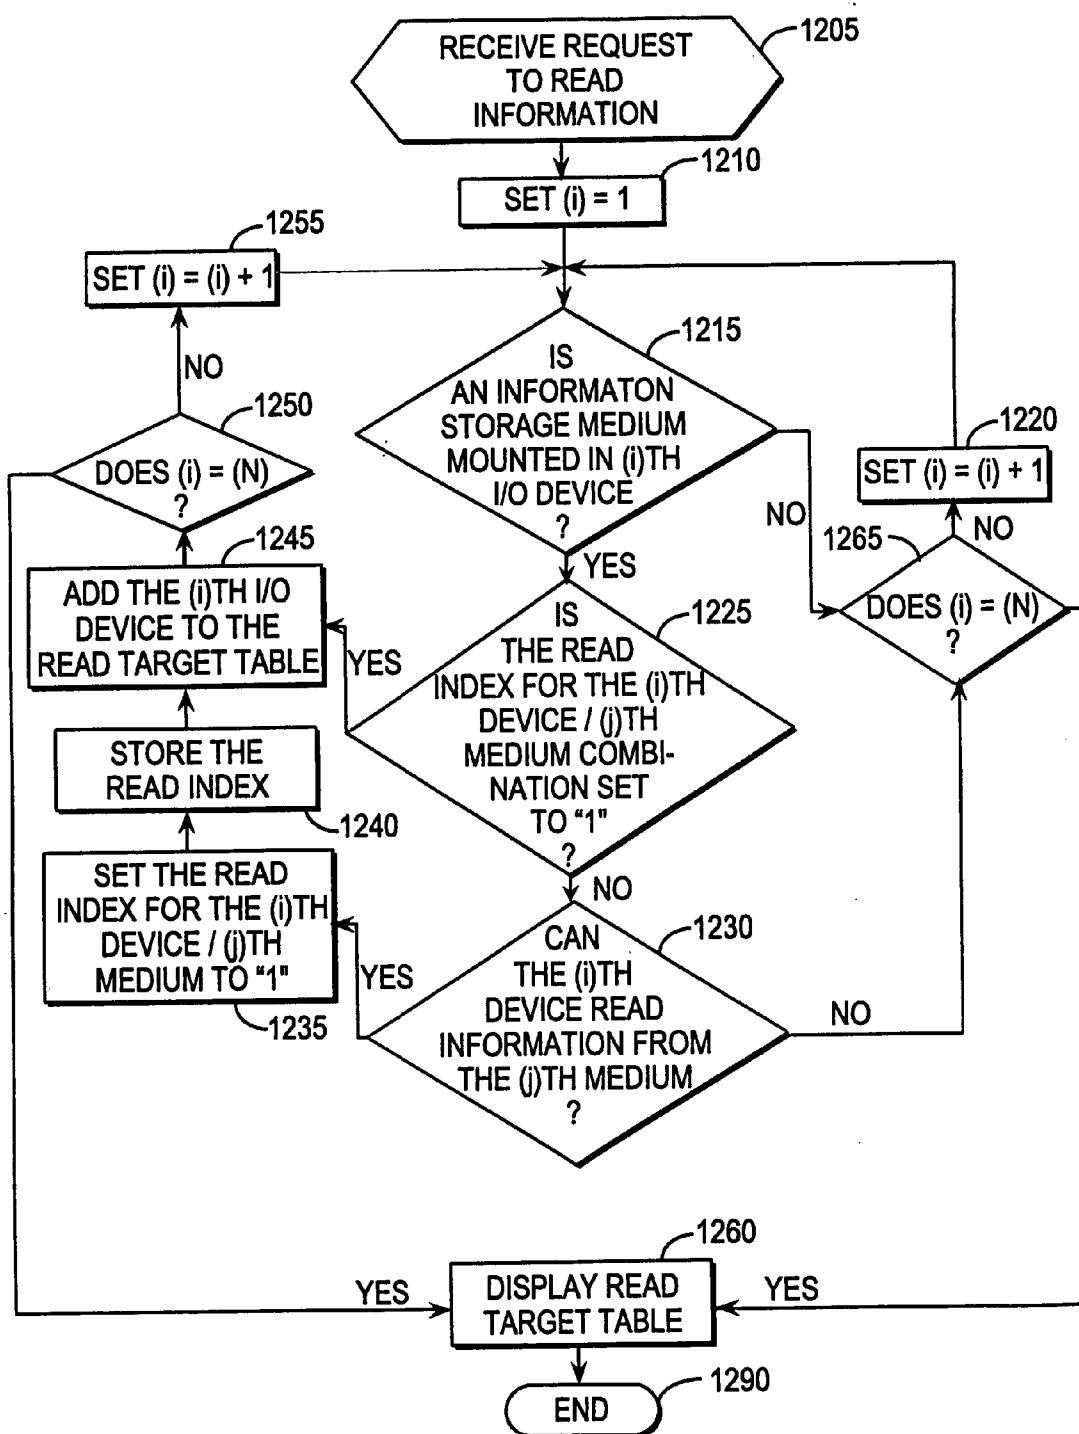 RECEIVE REQUEST
TO READ
INFORMATION
1205
SET (i) = 1
1210
1255
SET (i) = (i) + 1
NO
1250
DOES (i) = (N)
?
1245
ADD THE (i)TH I/O
DEVICE TO THE
READ TARGET TABLE
STORE THE
READ INDEX
1240
SET THE READ
INDEX FOR THE (i)TH
DEVICE / (j)TH
MEDIUM TO "1"
1235
1215
IS
AN INFORMATON
STORAGE MEDIUM
MOUNTED IN (i)TH
I/O DEVICE
?
NO
YES
1225
IS
THE READ
INDEX FOR THE (i)TH
DEVICE / (j)TH
MEDIUM COMBI-
NATION SET
TO "1"
?
YES
NO
1230
CAN
THE (i)TH
DEVICE READ
INFORMATION FROM
THE (j)TH MEDIUM
?
YES
NO
1220
SET (i) = (i) + 1
NO
1265
DOES (i) = (N)
?
1260
DISPLAY READ
TARGET TABLE
YES
YES
END
1290